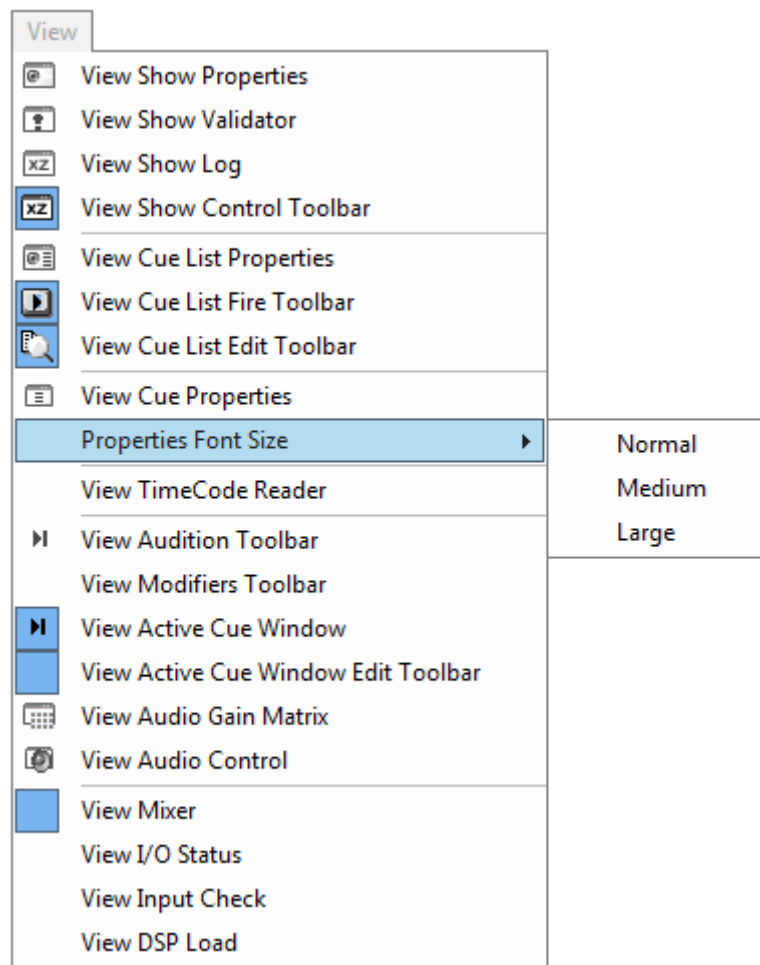 View
View Show Properties
View Show Validator
View Show Log
View Show Control Toolbar
View Cue List Properties
View Cue List Fire Toolbar
View Cue List Edit Toolbar
View Cue Properties
Properties Font Size
Normal
Medium
Large
View TimeCode Reader
View Audition Toolbar
View Modifiers Toolbar
View Active Cue Window
View Active Cue Window Edit Toolbar
View Audio Gain Matrix
View Audio Control
View Mixer
View I/O Status
View Input Check
View DSP Load